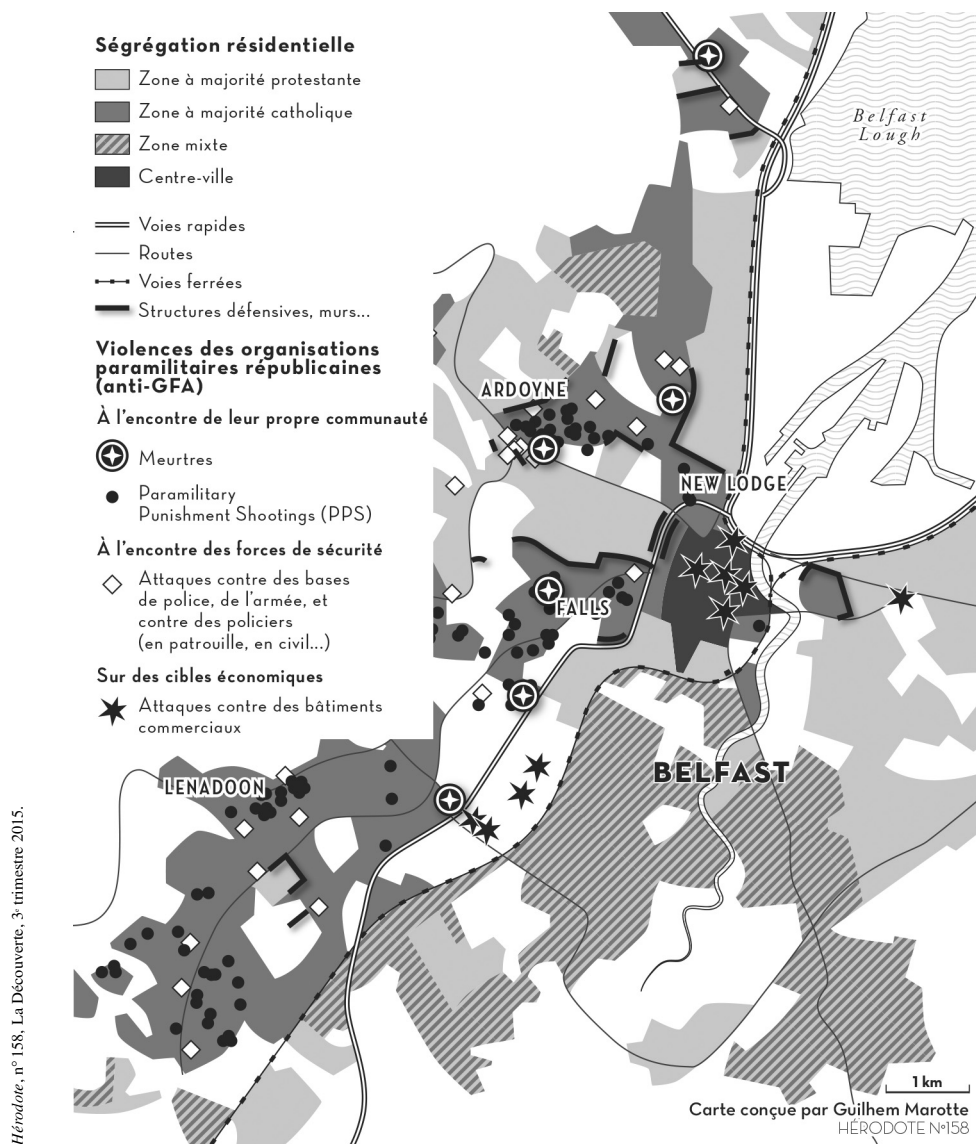 Ségrégation résidentielle
Zone à majorité protestante
Zone à majorité catholique
Zone mixte
Centre-ville
Voies rapides
Routes
Voies ferrées
Structures défensives, murs...
Violences des organisations
paramilitaires républicaines
(anti-GFA)
À l'encontre de leur propre communauté
Meurtres
Paramilitary
Punishment Shootings (PPS)
À l'encontre des forces de sécurité
Attaques contre des bases
de police, de l'armée, et
contre des policiers
(en patrouille, en civil...)
Sur des cibles économiques
Attaques contre des bâtiments
commerciaux
Belfast
Lough
ARDOYNE
NEW LODGE
FALLS
BELFAST
LENADOON
1 km
Carte conçue par Guilhem Marotte
HÉRODOTE N°158
Hérodote, n° 158, La Découverte, 3e trimestre 2015.